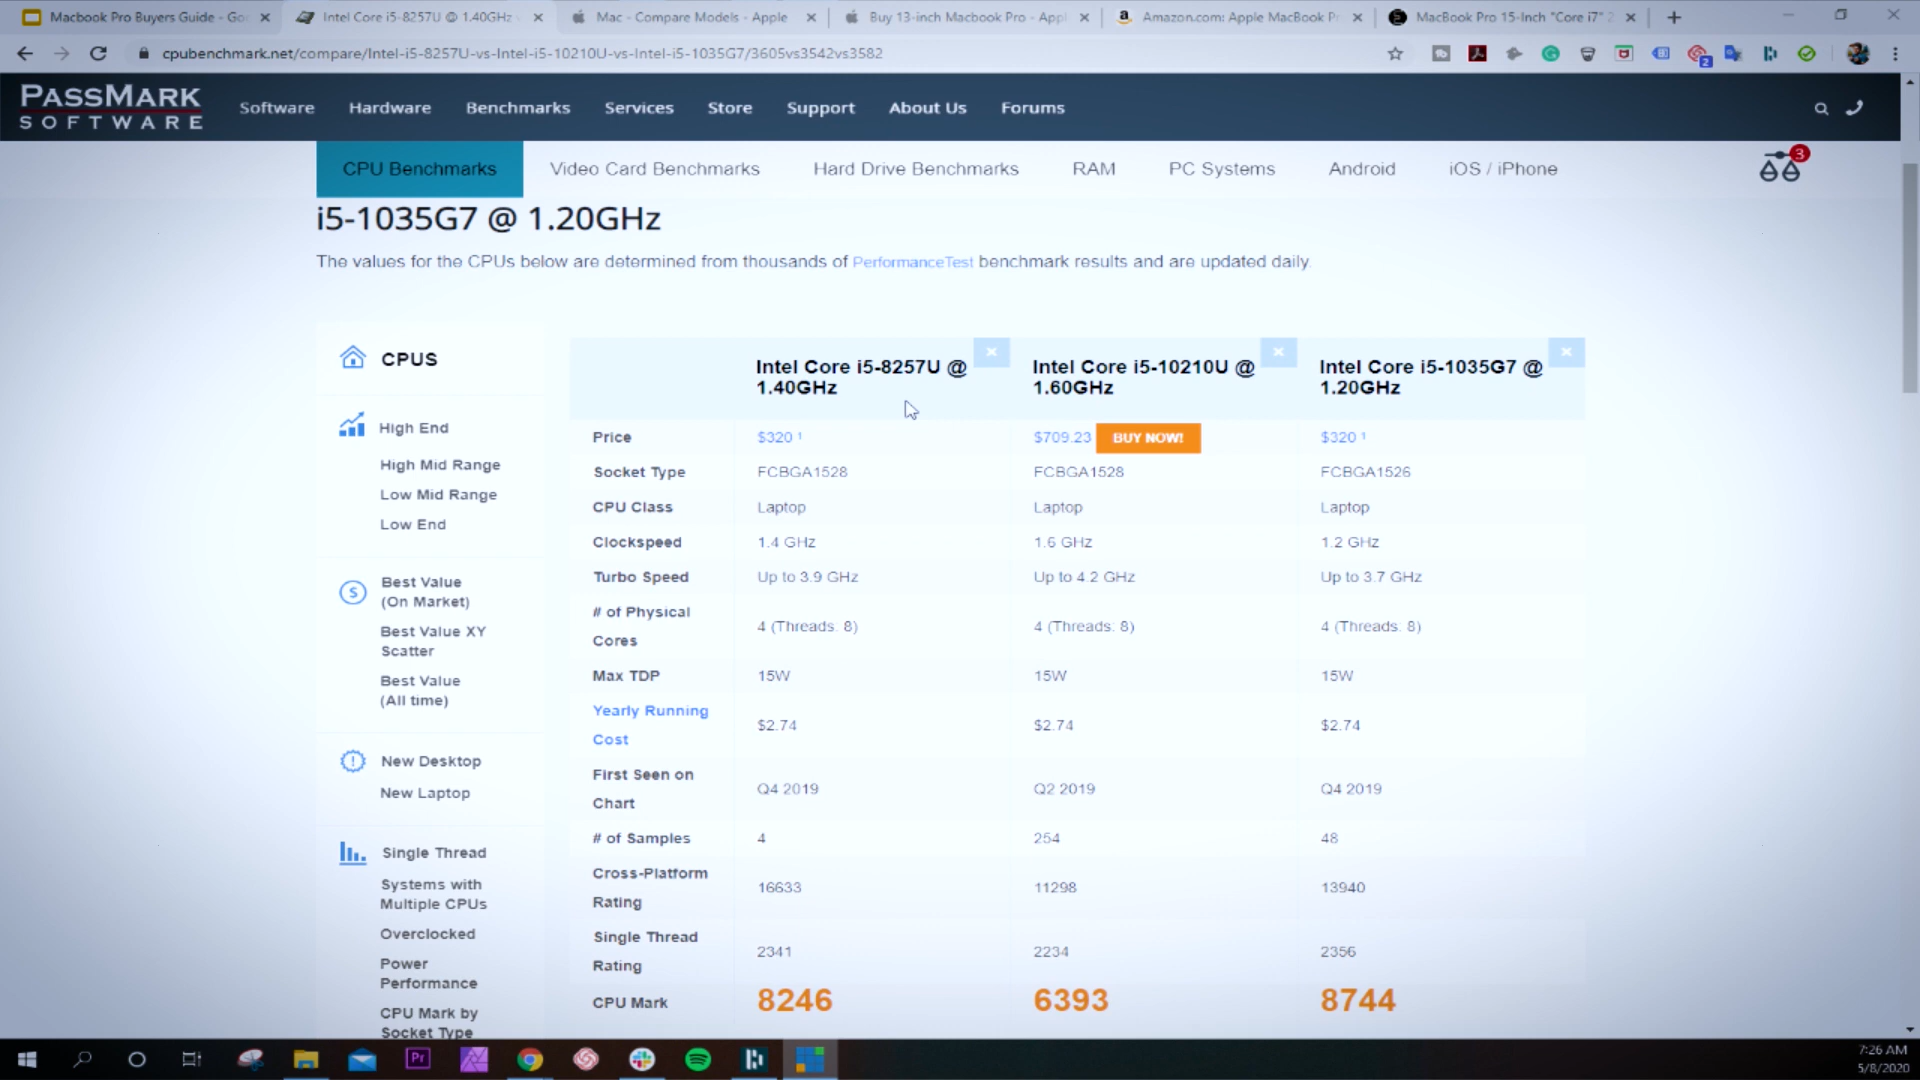 Macbook Pro Buyers Guide - Goo
Intel Core i5-8257U @ 1.40GHz v
Mac - Compare Models - Apple
Buy 13-inch Macbook Pro - Appl
Amazon.com: Apple MacBook Pr
MacBook Pro 15-Inch "Core i7" 2
cpubenchmark.net/compare/Intel-i5-8257U-vs-Intel-i5-10210U-vs-Intel-i5-1035G7/3605vs3542vs3582
2
PASSMARK
SOFTWARE
Software Hardware Benchmarks Services Store Support About Us Forums
CPU Benchmarks Video Card Benchmarks Hard Drive Benchmarks RAM PC Systems Android iOS / iPhone
3
i5-1035G7 @ 1.20GHz
The values for the CPUs below are determined from thousands of PerformanceTest benchmark results and are updated daily.
CPUS
High End
High Mid Range
Low Mid Range
Low End
Best Value
(On Market)
Best Value XY
Scatter
Best Value
(All time)
New Desktop
New Laptop
Single Thread
Systems with
Multiple CPUs
Overclocked
Power
Performance
CPU Mark by
Socket Type
Intel Core i5-8257U @
1.40GHz
Intel Core i5-10210U @
1.60GHz
Intel Core i5-1035G7 @
1.20GHz
Price $320 1 $709.23 BUY NOW! $320 1
Socket Type FCBGA1528 FCBGA1528 FCBGA1526
CPU Class Laptop Laptop Laptop
Clockspeed 1.4 GHz 1.6 GHz 1.2 GHz
Turbo Speed Up to 3.9 GHz Up to 4.2 GHz Up to 3.7 GHz
# of Physical
Cores
4 (Threads: 8) 4 (Threads: 8) 4 (Threads: 8)
Max TDP 15W 15W 15W
Yearly Running
Cost
$2.74 $2.74 $2.74
First Seen on
Chart
Q4 2019 Q2 2019 Q4 2019
# of Samples 4 254 48
Cross-Platform
Rating
16633 11298 13940
Single Thread
Rating
2341 2234 2356
CPU Mark 8246 6393 8744
Pr
7:26 AM
5/8/2020